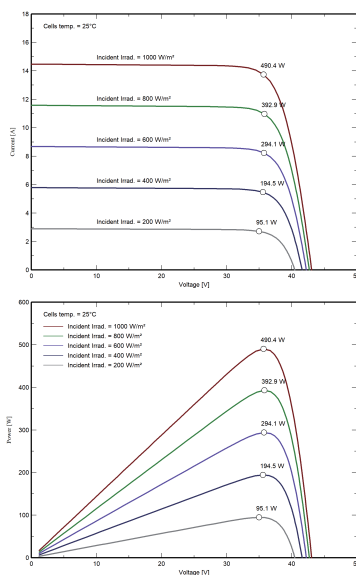 18
Cells temp. = 25°C
16
Incident Irrad. = 1000 W/m²
490.4 W
14
12
Incident Irrad. = 800 W/m²
392.9 W
10
Current [A]
Incident Irrad. = 600 W/m²
294.1 W
8
Incident Irrad. = 400 W/m²
194.5 W
6
4
Incident Irrad. = 200 W/m²
95.1 W
2
0
0 10 20 30 40 50
Voltage [V]
600
Cells temp. = 25°C
Incident Irrad. = 1000 W/m²
Incident Irrad. = 800 W/m²
Incident Irrad. = 600 W/m²
Incident Irrad. = 400 W/m²
Incident Irrad. = 200 W/m²
500
490.4 W
400
392.9 W
Power [W]
300
294.1 W
200
194.5 W
100
95.1 W
0
0 10 20 30 40 50
Voltage [V]